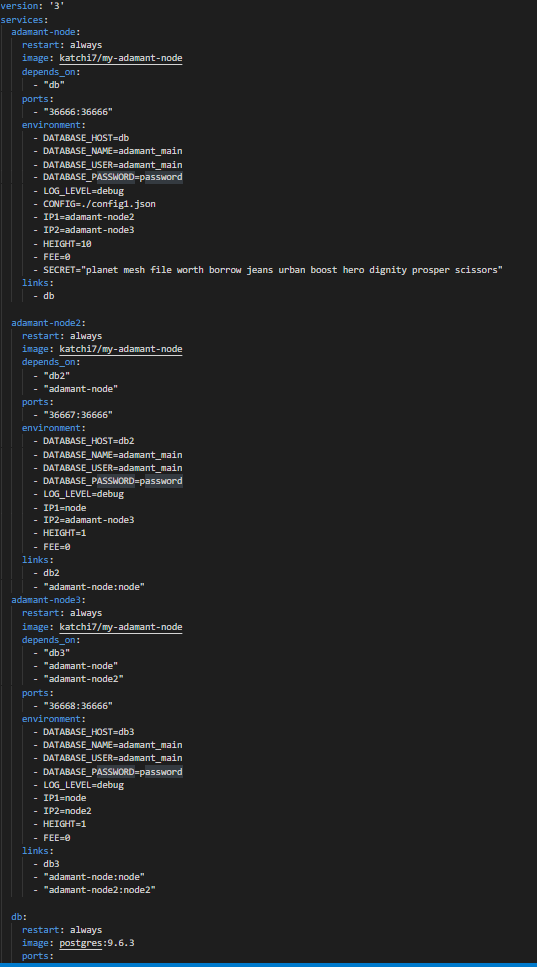 version: '3'
services:
  adamant-node:
    restart: always
    image: katchi7/my-adamant-node
    depends_on:
      - "db"
    ports:
      - "36666:36666"
    environment:
      - DATABASE_HOST=db
      - DATABASE_NAME=adamant_main
      - DATABASE_USER=adamant_main
      - DATABASE_PASSWORD=password
      - LOG_LEVEL=debug
      - CONFIG=./config1.json
      - IP1=adamant-node2
      - IP2=adamant-node3
      - HEIGHT=10
      - FEE=0
      - SECRET="planet mesh file worth borrow jeans urban boost hero dignity prosper scissors"
    links:
      - db

  adamant-node2:
    restart: always
    image: katchi7/my-adamant-node
    depends_on:
      - "db2"
      - "adamant-node"
    ports:
      - "36667:36666"
    environment:
      - DATABASE_HOST=db2
      - DATABASE_NAME=adamant_main
      - DATABASE_USER=adamant_main
      - DATABASE_PASSWORD=password
      - LOG_LEVEL=debug
      - IP1=node
      - IP2=adamant-node3
      - HEIGHT=1
      - FEE=0
    links:
      - db2
      - "adamant-node:node"
  adamant-node3:
    restart: always
    image: katchi7/my-adamant-node
    depends_on:
      - "db3"
      - "adamant-node"
      - "adamant-node2"
    ports:
      - "36668:36666"
    environment:
      - DATABASE_HOST=db3
      - DATABASE_NAME=adamant_main
      - DATABASE_USER=adamant_main
      - DATABASE_PASSWORD=password
      - LOG_LEVEL=debug
      - IP1=node
      - IP2=node2
      - HEIGHT=1
      - FEE=0
    links:
      - db3
      - "adamant-node:node"
      - "adamant-node2:node2"

  db:
    restart: always
    image: postgres:9.6.3
    ports: